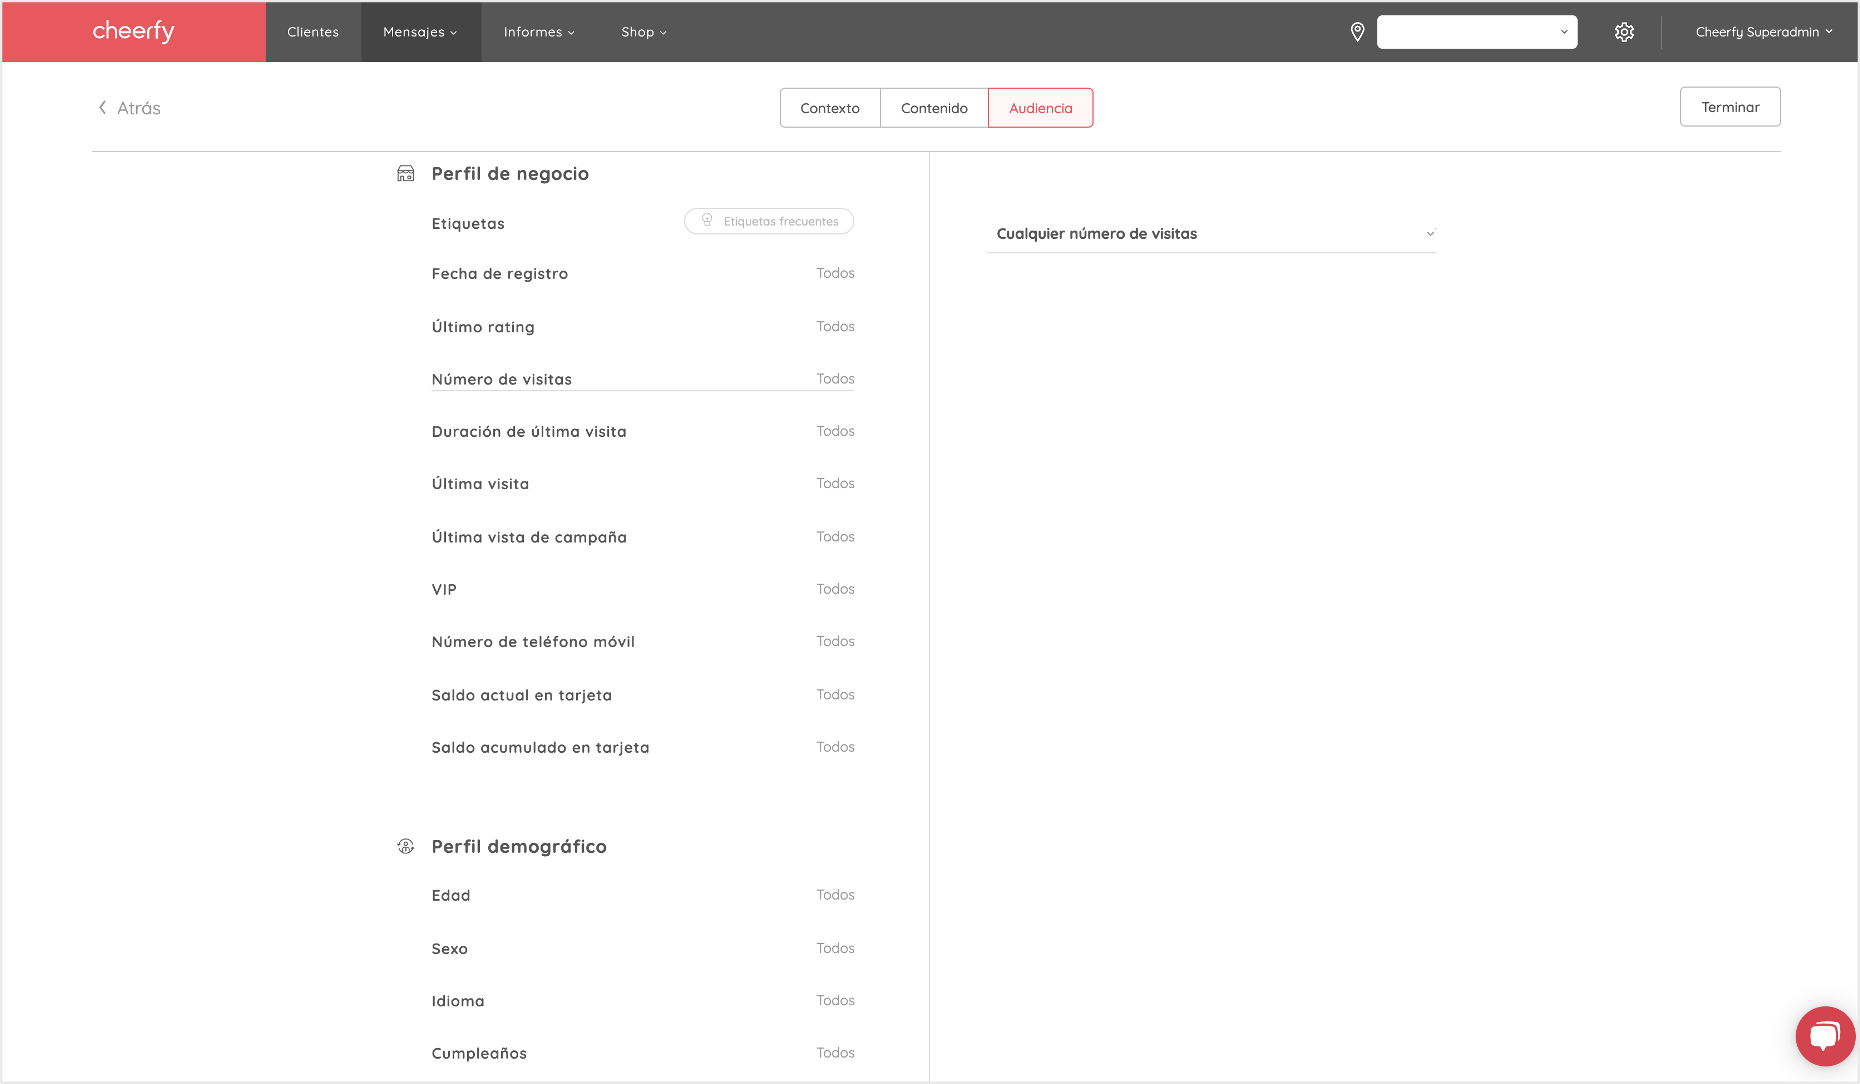 cheerfy
Clientes
Mensajes
Informes
Shop
Cheerfy Superadmin
Atrás
Contexto
Contenido
Audiencia
Terminar
Perfil de negocio
Etiquetas
Etiquetas frecuentes
Cualquier número de visitas
Fecha de registro Todos
Último rating Todos
Número de visitas Todos
Duración de última visita Todos
Última visita Todos
Última vista de campaña Todos
VIP Todos
Número de teléfono móvil Todos
Saldo actual en tarjeta Todos
Saldo acumulado en tarjeta Todos
Perfil demográfico
Edad Todos
Sexo Todos
Idioma Todos
Cumpleaños Todos